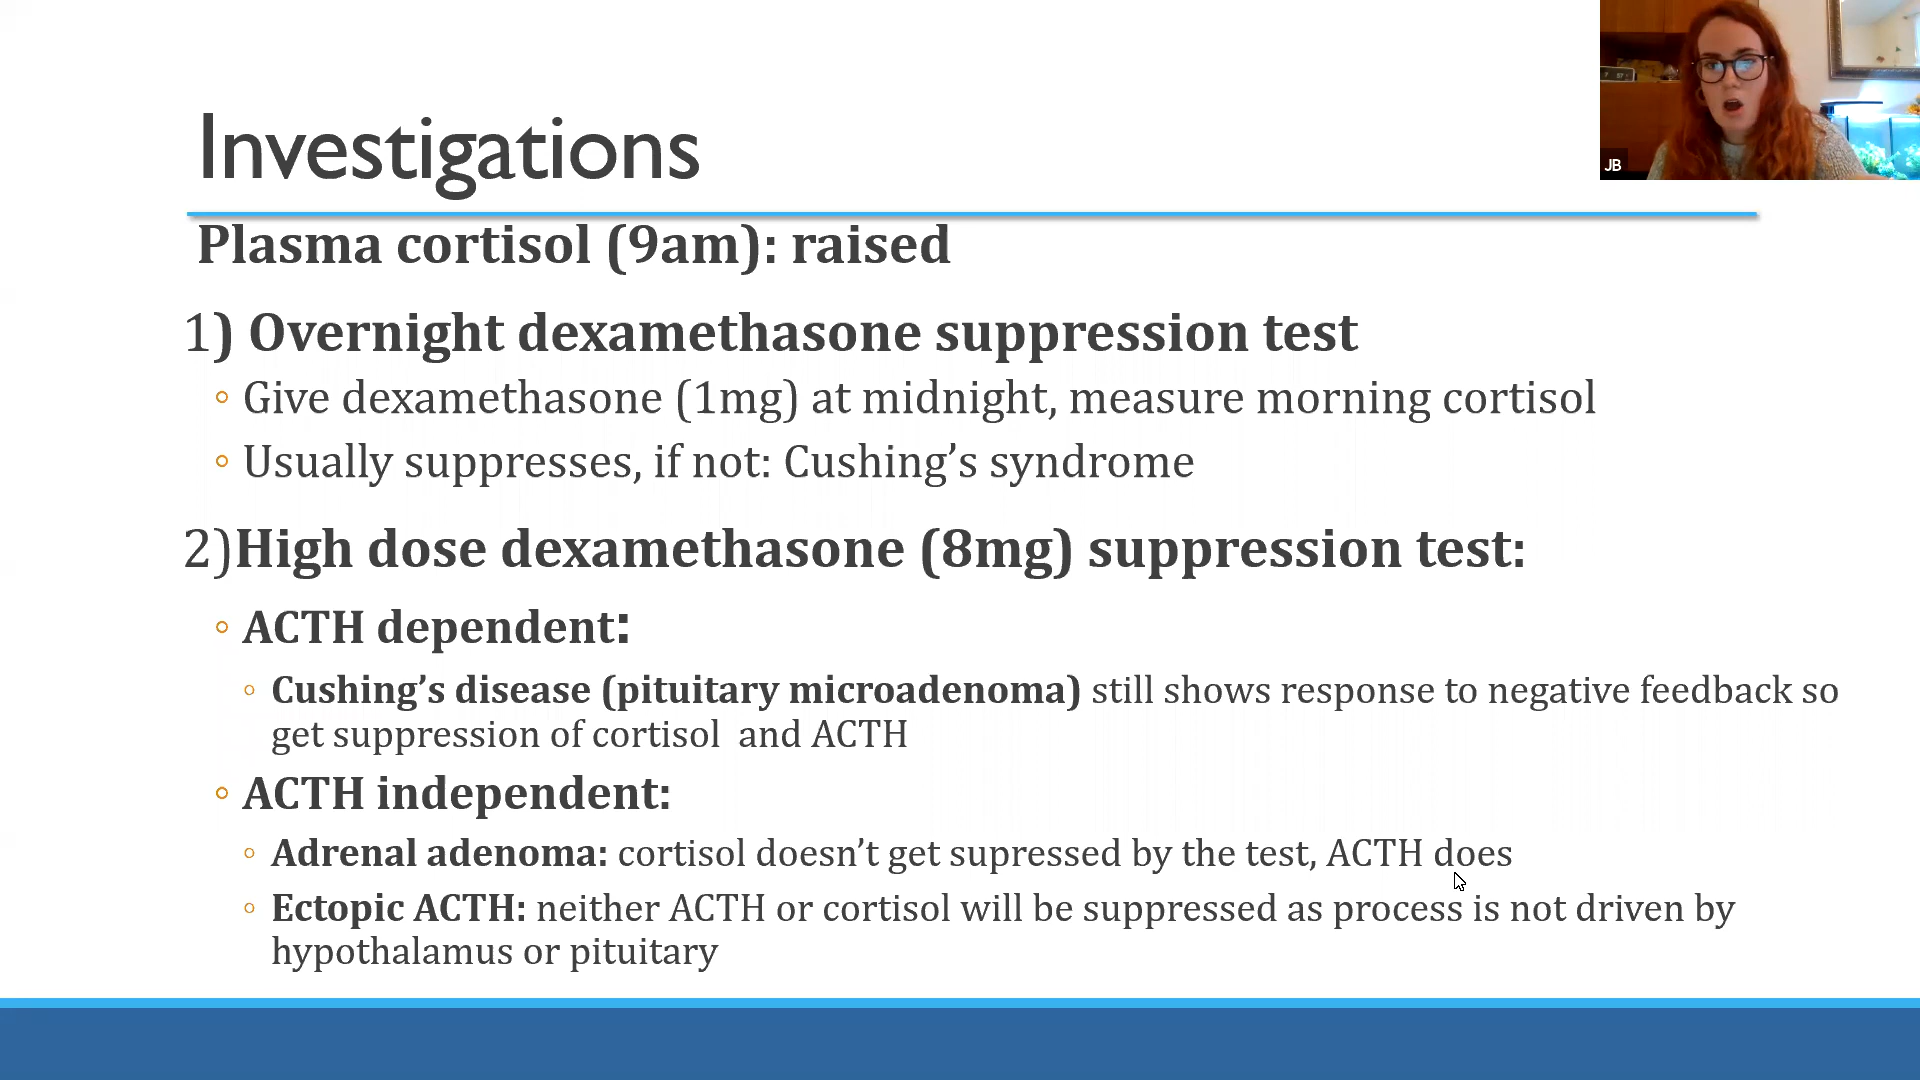 Investigations
JB
Plasma cortisol (9am): raised
1) Overnight dexamethasone suppression test
◦ Give dexamethasone (1mg) at midnight, measure morning cortisol
◦ Usually suppresses, if not: Cushing’s syndrome
2)High dose dexamethasone (8mg) suppression test:
◦ ACTH dependent:
◦ Cushing’s disease (pituitary microadenoma) still shows response to negative feedback so
get suppression of cortisol and ACTH
◦ ACTH independent:
◦ Adrenal adenoma: cortisol doesn’t get supressed by the test, ACTH does
◦ Ectopic ACTH: neither ACTH or cortisol will be suppressed as process is not driven by
hypothalamus or pituitary